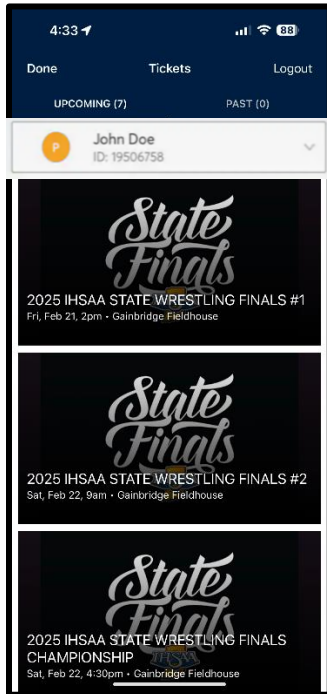 4:33
88
Done Tickets Logout
UPCOMING (7) PAST (0)
P
John Doe
ID: 19506758
State
Finals
2025 IHSAA STATE WRESTLING FINALS #1
Fri, Feb 21, 2pm • Gainbridge Fieldhouse
State
Finals
2025 IHSAA STATE WRESTLING FINALS #2
Sat, Feb 22, 9am • Gainbridge Fieldhouse
State
Finals
IHSAA
2025 IHSAA STATE WRESTLING FINALS
CHAMPIONSHIP
Sat, Feb 22, 4:30pm • Gainbridge Fieldhouse